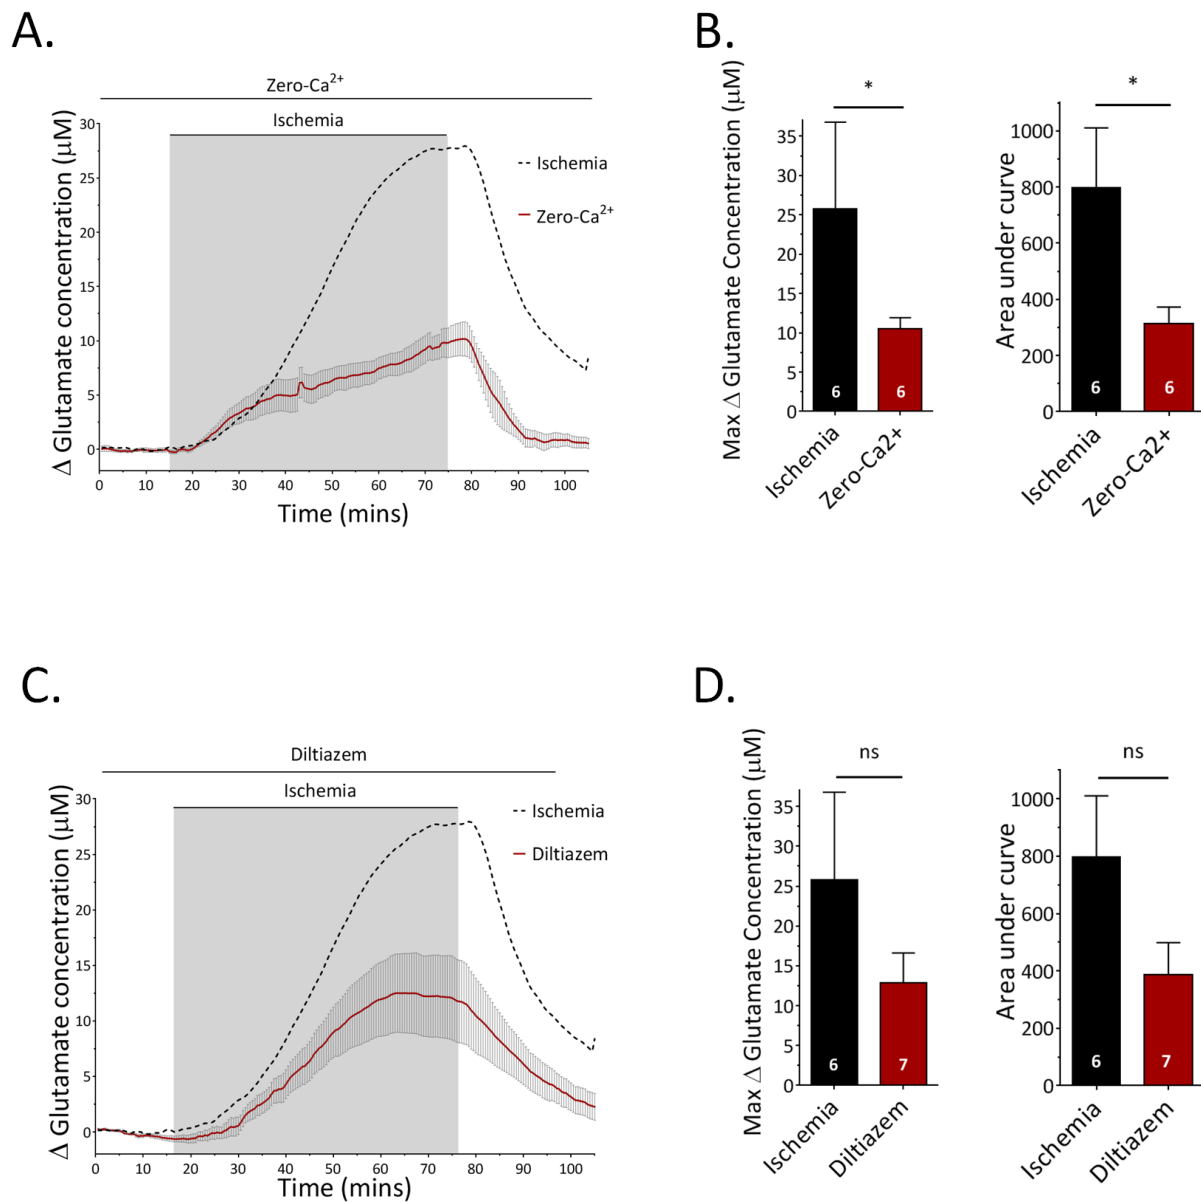 A.
Zero-Ca2+
Ischemia
Δ Glutamate concentration (µM)
30
25
20
15
10
5
0
0 10 20 30 40 50 60 70 80 90 100
Time (mins)
Ischemia
Zero-Ca2+
B.
Max Δ Glutamate Concentration (µM)
35
30
25
20
15
10
5
0
*
6 6
Ischemia
Zero-Ca2+
Area under curve
1000
800
600
400
200
0
*
6 6
Ischemia
Zero-Ca2+
C.
Diltiazem
Ischemia
Δ Glutamate concentration (µM)
30
25
20
15
10
5
0
0 10 20 30 40 50 60 70 80 90 100
Time (mins)
Ischemia
Diltiazem
D.
Max Δ Glutamate Concentration (µM)
35
30
25
20
15
10
5
0
ns
6 7
Ischemia
Diltiazem
Area under curve
1000
800
600
400
200
0
ns
6 7
Ischemia
Diltiazem